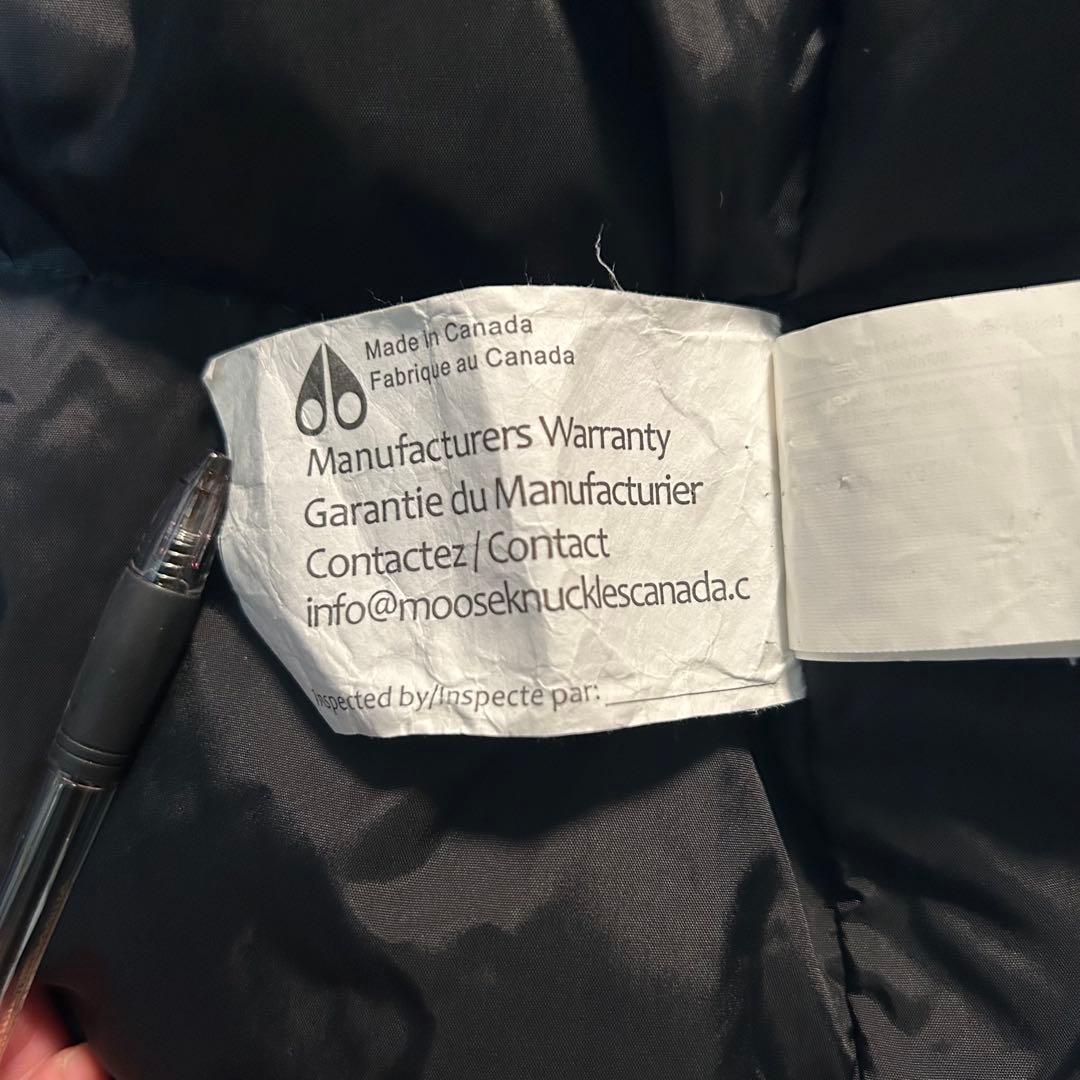 Made in Canada
Fabrique au Canada
Manufacturers Warranty
Garantie du Manufacturier
Contactez / Contact
info@mooseknucklescanada.c
inspected by/Inspecte par: